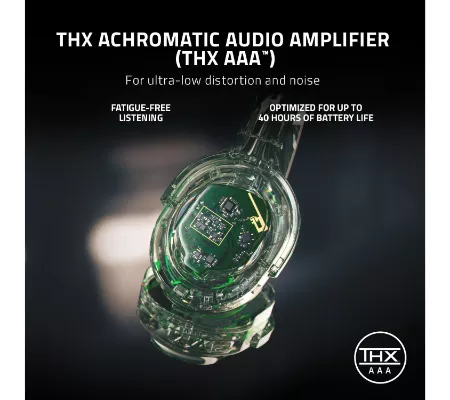 THX ACHROMATIC AUDIO AMPLIFIER
(THX AAA™)
For ultra-low distortion and noise
FATIGUE-FREE
LISTENING
OPTIMIZED FOR UP TO
40 HOURS OF BATTERY LIFE
THX
AAA